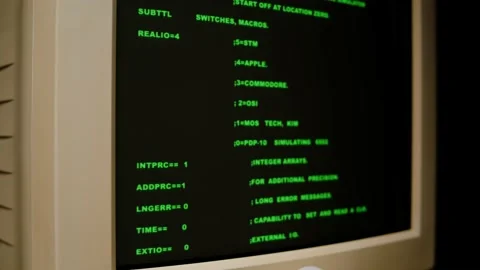 SIMULATOR
;START OFF AT LOCATION ZERO.
SUBTTL SWITCHES, MACROS.
REALIO=4 ;5=STM
;4=APPLE.
;3=COMMODORE.
; 2=OSI
;1=MOS TECH, KIM
;0=PDP-10 SIMULATING 6502
INTPRC== 1 ;INTEGER ARRAYS.
ADDPRC==1 ;FOR ADDITIONAL PRECISION.
LNGERR== 0 ; LONG ERROR MESSAGES.
TIME== 0 ; CAPABILITY TO SET AND READ A CLK.
EXTIO== 0 ;EXTERNAL I/O.